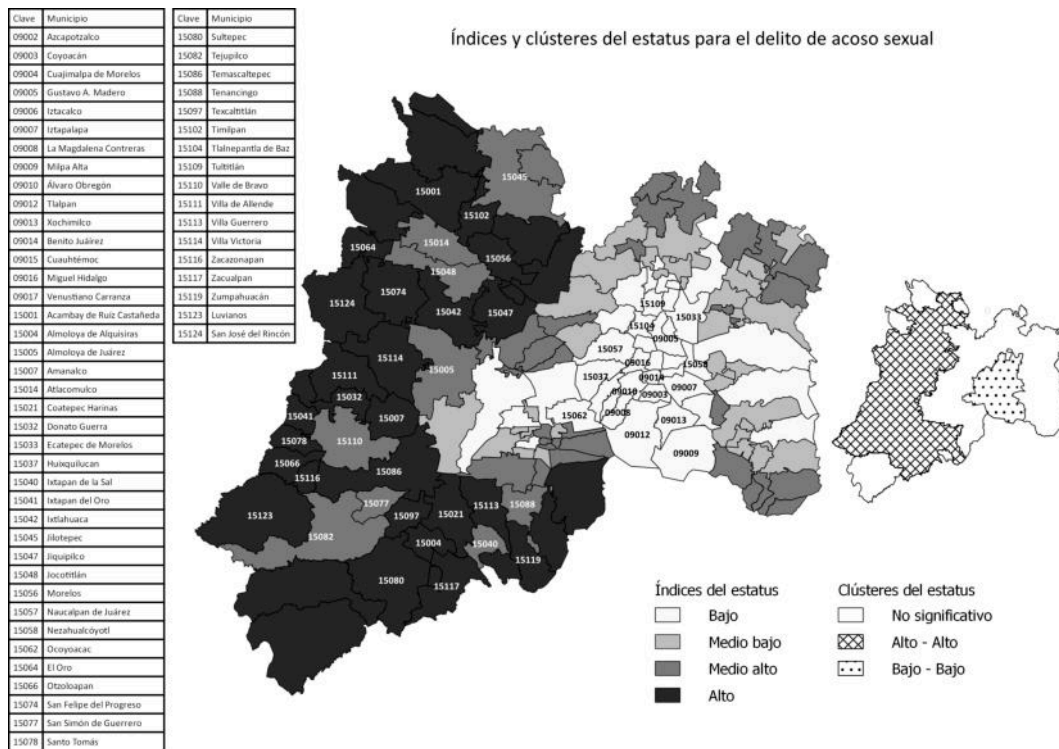 Clave Municipio
09002 Azcapotzalco
09003 Coyoacán
09004 Cuajimalpa de Morelos
09005 Gustavo A. Madero
09006 Iztacalco
09007 Iztapalapa
09008 La Magdalena Contreras
09009 Milpa Alta
09010 Álvaro Obregón
09012 Tlalpan
09013 Xochimilco
09014 Benito Juáirez
09015 Cuauhtémoc
09016 Miguel Hidalgo
09017 Venustiano Carranza
15001 Acambay de Ruíz Castañeda
15004 Almoloya de Alquisiras
15005 Almoloya de Juárez
15007 Amanalco
15014 Atlacomulco
15021 Coatepec Harinas
15032 Donato Guerra
15033 Ecatepec de Morelos
15037 Huixquilucan
15040 Ixtapan de la Sal
15041 Ixtapan del Oro
15042 Ixtlahuaca
15045 Jilotepec
15047 Jiquipilco
15048 Jocotitlán
15056 Morelos
15057 Naucalpan de Juárez
15058 Nezahualcóyotl
15062 Ocoyoacac
15064 El Oro
15066 Otzoloapan
15074 San Felipe del Progreso
15077 San Simón de Guerrero
15078 Santo Tomás
Clave Municipio
15080 Sultepec
15082 Tejupilco
15086 Temascaltepec
15088 Tenancingo
15097 Texcaltitlán
15102 Timilpan
15104 Tlalnepantla de Baz
15109 Tultitlán
15110 Valle de Bravo
15111 Villa de Allende
15113 Villa Guerrero
15114 Villa Victoria
15116 Zacazonapan
15117 Zacualpan
15119 Zumpahuacán
15123 Luvianos
15124 San José del Rincón
Índices y clústeres del estatus para el delito de acoso sexual
15045
15001
15102
15014
15064
15056
15048
15074
15124
15042
15047
15109
15033
15104
09005
15057
15114
15005
09016
15058
15111
15037
09014
09007
15032
09010
09003
15041
15007
15062
09008
09013
15078
15110
09012
15066
15086
09009
15116
15077
15123
15097
15021
15113
15088
15082
15004
15040
15119
15080
15117
Índices del estatus
Bajo
Medio bajo
Medio alto
Alto
Clústeres del estatus
No significativo
Alto - Alto
Bajo - Bajo